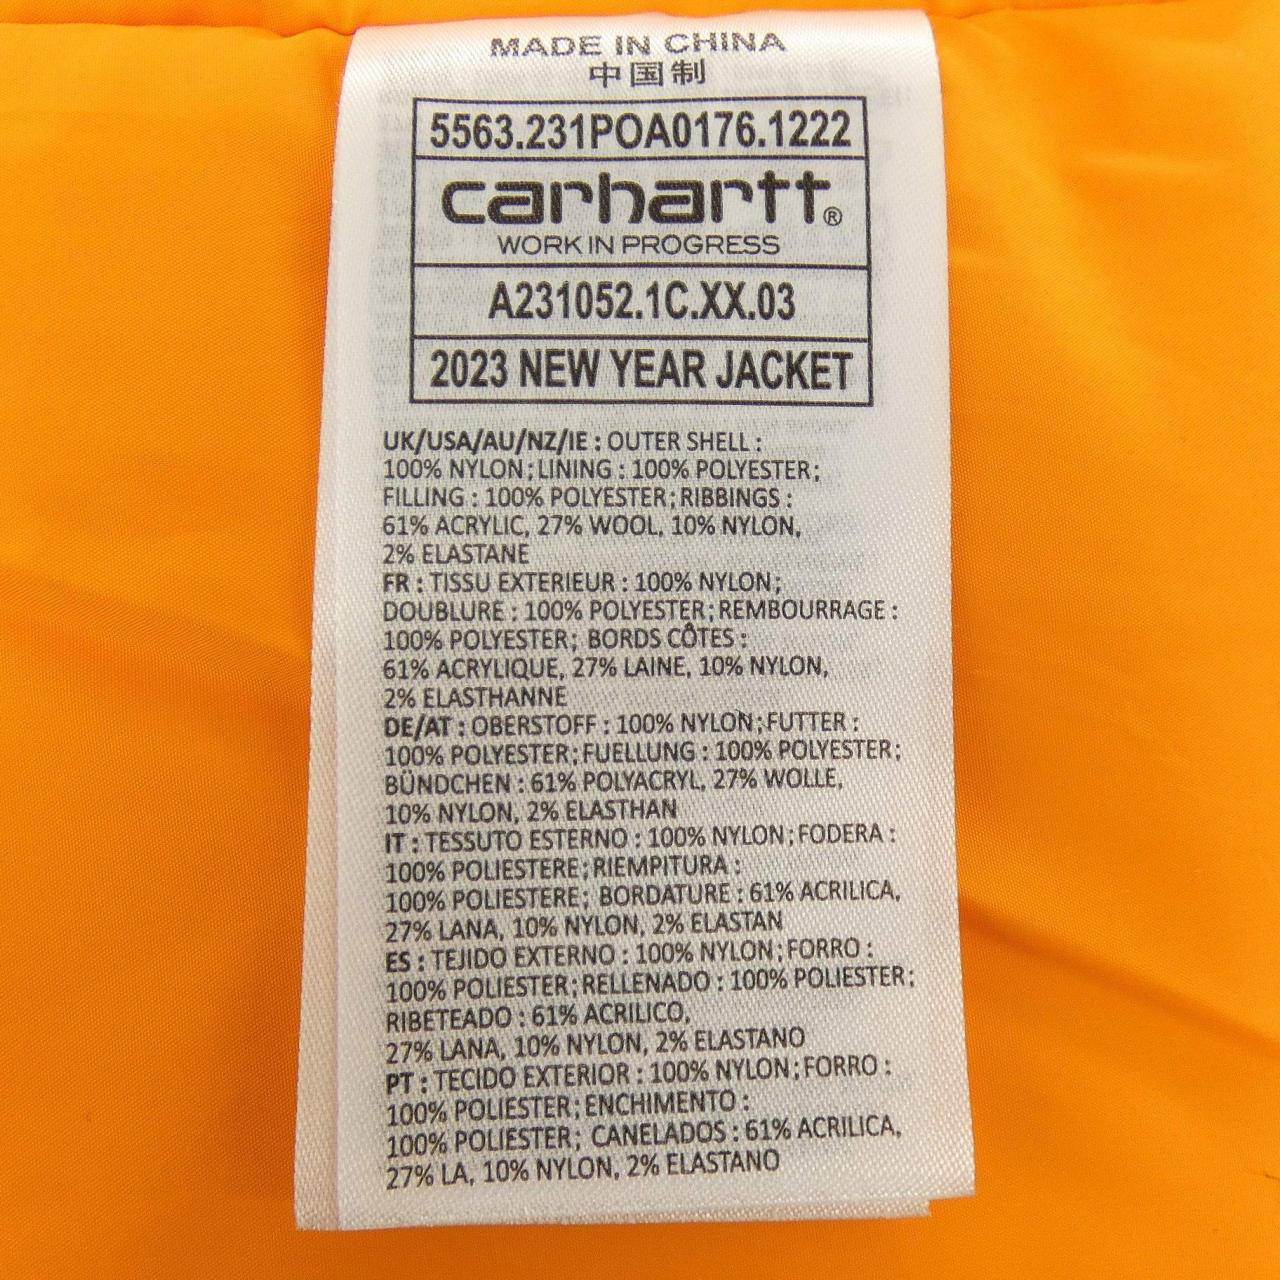 MADE IN CHINA
中国制
5563.231POA0176.1222
carhartt®
WORK IN PROGRESS
A231052.1C.XX.03
2023 NEW YEAR JACKET
UK/USA/AU/NZ/IE : OUTER SHELL :
100% NYLON; LINING : 100% POLYESTER;
FILLING : 100% POLYESTER; RIBBINGS :
61% ACRYLIC, 27% WOOL, 10% NYLON,
2% ELASTANE
FR : TISSU EXTERIEUR : 100% NYLON;
DOUBLURE : 100% POLYESTER; REMBOURRAGE :
100% POLYESTER; BORDS CÔTES :
61% ACRYLIQUE, 27% LAINE, 10% NYLON,
2% ELASTHANNE
DE/AT : OBERSTOFF : 100% NYLON; FUTTER :
100% POLYESTER; FUELLUNG : 100% POLYESTER;
BÜNDCHEN : 61% POLYACRYL, 27% WOLLE,
10% NYLON, 2% ELASTHAN
IT : TESSUTO ESTERNO : 100% NYLON; FODERA :
100% POLIESTERE; RIEMPITURA :
100% POLIESTERE; BORDATURE : 61% ACRILICA,
27% LANA, 10% NYLON, 2% ELASTAN
ES : TEJIDO EXTERNO : 100% NYLON; FORRO :
100% POLIESTER; RELLENADO : 100% POLIESTER;
RIBETEADO : 61% ACRILICO,
27% LANA, 10% NYLON, 2% ELASTANO
PT : TECIDO EXTERIOR : 100% NYLON; FORRO :
100% POLIESTER; ENCHIMENTO :
100% POLIESTER; CANELADOS : 61% ACRILICA,
27% LA, 10% NYLON, 2% ELASTANO